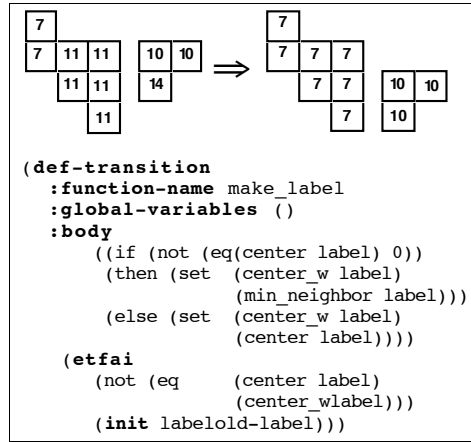 7 7
7 11 11 10 10 ⇒ 7 7 7
11 11 14 7 7 10 10
11 7 10
(def-transition
:function-name make_label
:global-variables ()
:body
((if (not (eq(center label) 0))
(then (set (center_w label)
(min_neighbor label)))
(else (set (center_w label)
(center label))))
(etfai
(not (eq (center label)
(center_wlabel)))
(init labelold-label)))